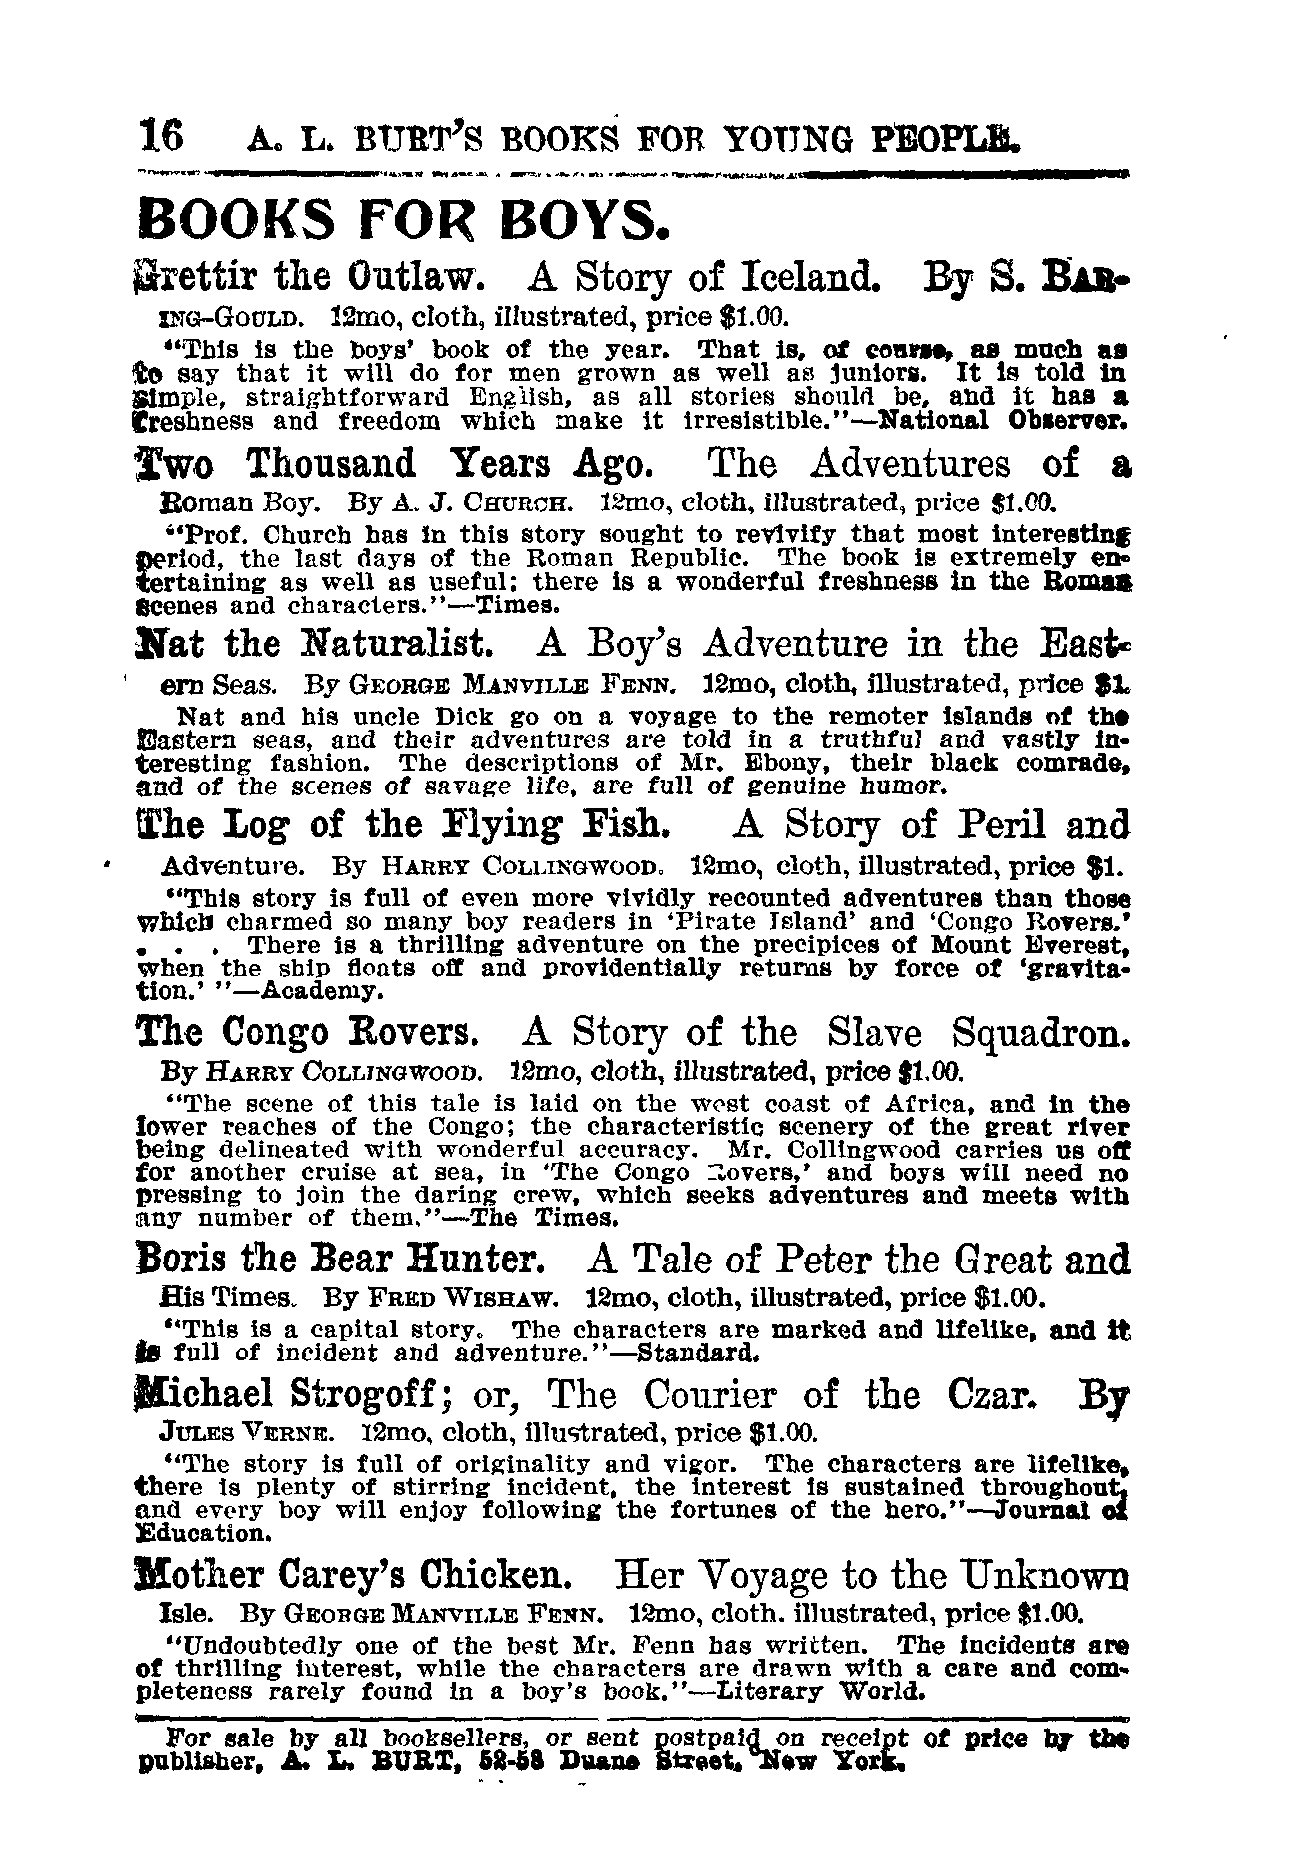 16 A. L. BURT'S BOOKS FOR YOUNG PEOPLE.
BOOKS FOR BOYS.
Grettir the Outlaw. A Story of Iceland. By S. BAR-
ING-GOULD. 12mo, cloth, illustrated, price $1.00.
"This is the boys' book of the year. That is, of course, as much as
to say that it will do for men grown as well as juniors. It is told in
simple, straightforward English, as all stories should be, and it has a
freshness and freedom which make it irresistible."—National Observer.
Two Thousand Years Ago. The Adventures of a
Roman Boy. By A. J. CHURCH. 12mo, cloth, illustrated, price $1.00.
"Prof. Church has in this story sought to revivify that most interesting
period, the last days of the Roman Republic. The book is extremely en-
tertaining as well as useful; there is a wonderful freshness in the Roman
scenes and characters."—Times.
Nat the Naturalist. A Boy's Adventure in the East-
ern Seas. By GEORGE MANVILLE FENN. 12mo, cloth, illustrated, price $1.
Nat and his uncle Dick go on a voyage to the remoter islands of the
Eastern seas, and their adventures are told in a truthful and vastly in-
teresting fashion. The descriptions of Mr. Ebony, their black comrade,
and of the scenes of savage life, are full of genuine humor.
The Log of the Flying Fish. A Story of Peril and
Adventure. By HARRY COLLINGWOOD. 12mo, cloth, illustrated, price $1.
"This story is full of even more vividly recounted adventures than those
which charmed so many boy readers in 'Pirate Island' and 'Congo Rovers.'
. . . There is a thrilling adventure on the precipices of Mount Everest,
when the ship floats off and providentially returns by force of 'gravita-
tion.' "—Academy.
The Congo Rovers. A Story of the Slave Squadron.
By HARRY COLLINGWOOD. 12mo, cloth, illustrated, price $1.00.
"The scene of this tale is laid on the west coast of Africa, and in the
lower reaches of the Congo; the characteristic scenery of the great river
being delineated with wonderful accuracy. Mr. Collingwood carries us off
for another cruise at sea, in 'The Congo Rovers,' and boys will need no
pressing to join the daring crew, which seeks adventures and meets with
any number of them."—The Times.
Boris the Bear Hunter. A Tale of Peter the Great and
His Times. By FRED WISHAW. 12mo, cloth, illustrated, price $1.00.
"This is a capital story. The characters are marked and lifelike, and it
is full of incident and adventure."—Standard.
Michael Strogoff; or, The Courier of the Czar. By
JULES VERNE. 12mo, cloth, illustrated, price $1.00.
"The story is full of originality and vigor. The characters are lifelike,
there is plenty of stirring incident, the interest is sustained throughout,
and every boy will enjoy following the fortunes of the hero."—Journal of
Education.
Mother Carey's Chicken. Her Voyage to the Unknown
Isle. By GEORGE MANVILLE FENN. 12mo, cloth. illustrated, price $1.00.
"Undoubtedly one of the best Mr. Fenn has written. The incidents are
of thrilling interest, while the characters are drawn with a care and com-
pleteness rarely found in a boy's book."—Literary World.
For sale by all booksellers, or sent postpaid on receipt of price by the
publisher, A. L. BURT, 52-58 Duane Street, New York.